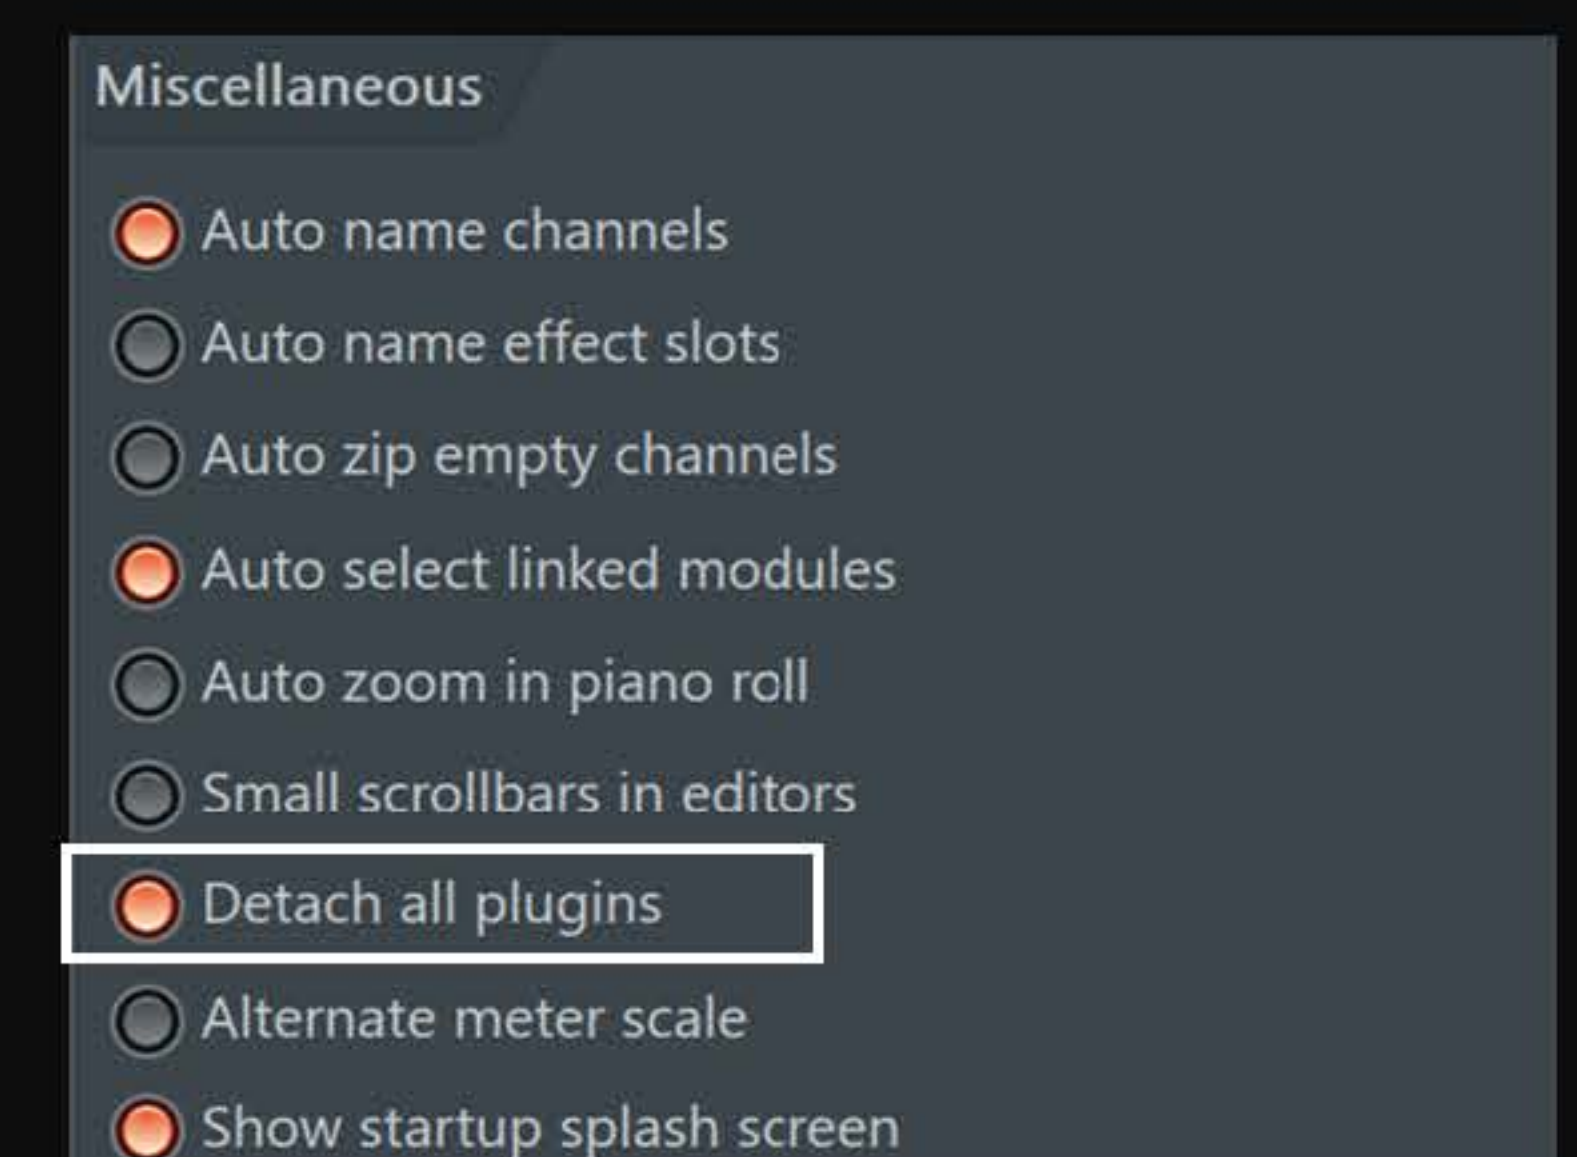 Miscellaneous
Auto name channels
Auto name effect slots
Auto zip empty channels
Auto select linked modules
Auto zoom in piano roll
Small scrollbars in editors
Detach all plugins
Alternate meter scale
Show startup splash screen